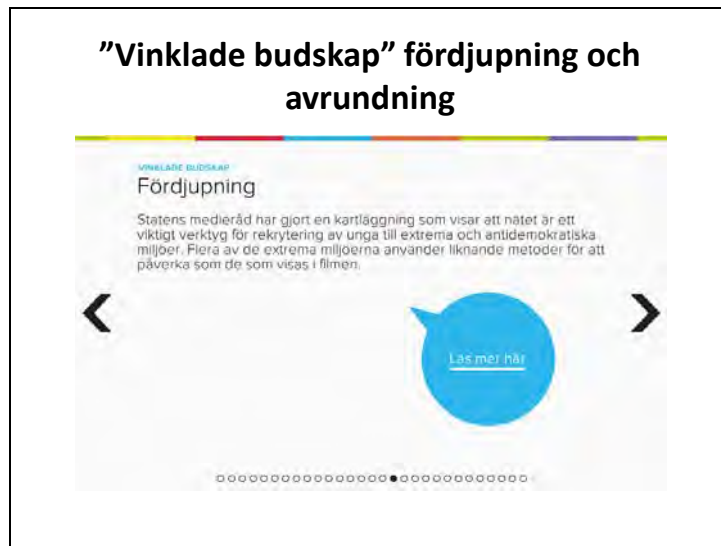 ”Vinklade budskap” fördjupning och
avrundning
VINKLADE BUDSKAP
Fördjupning
Statens medieråd har gjort en kartläggning som visar att nätet är ett
viktigt verktyg för rekrytering av unga till extrema och antidemokratiska
miljöer. Flera av de extrema miljöerna använder liknande metoder för att
påverka som de som visas i filmen.
Läs mer här